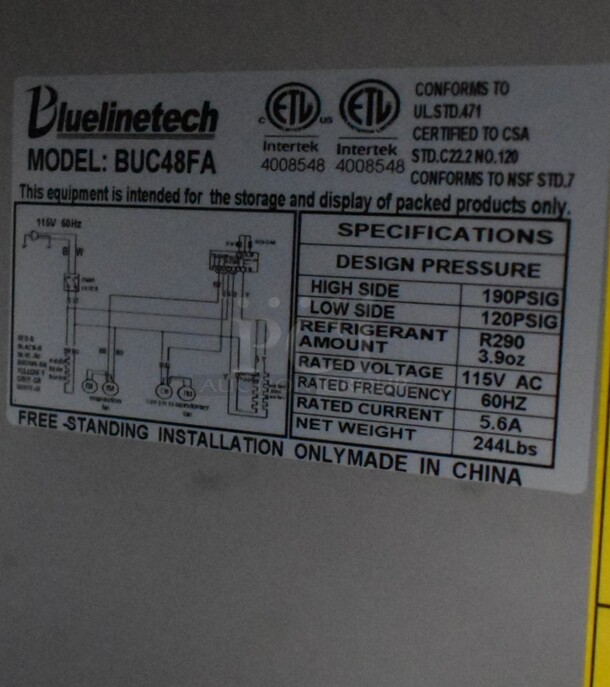 Bluelinetech
MODEL: BUC48FA
C ETL US
Intertek
4008548
ETL
Intertek
4008548
CONFORMS TO
UL.STD.471
CERTIFIED TO CSA
STD.C22.2 NO.120
CONFORMS TO NSF STD.7
This equipment is intended for the storage and display of packed products only.
115V 60Hz
B W
SPECIFICATIONS
DESIGN PRESSURE
HIGH SIDE 190PSIG
LOW SIDE 120PSIG
REFRIGERANT R290
AMOUNT 3.9oz
RATED VOLTAGE 115V AC
RATED FREQUENCY 60HZ
RATED CURRENT 5.6A
NET WEIGHT 244Lbs
FREE-STANDING INSTALLATION ONLYMADE IN CHINA